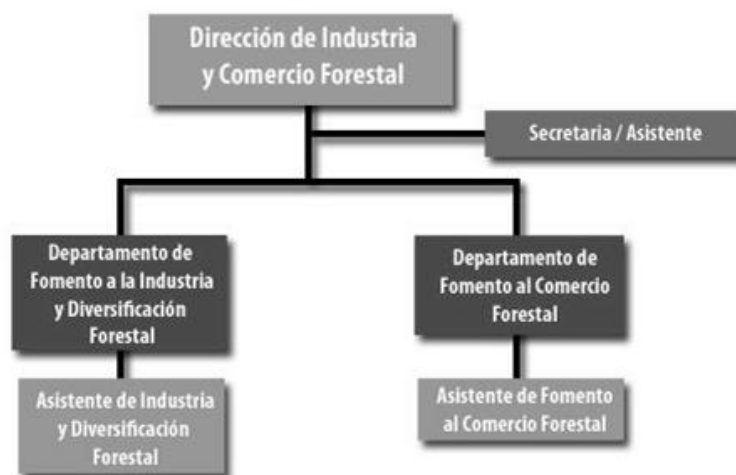 Dirección de Industria
y Comercio Forestal
Secretaria / Asistente
Departamento de
Fomento a la Industria
y Diversificación
Forestal
Departamento de
Fomento al Comercio
Forestal
Asistente de Industria
y Diversificación
Forestal
Asistente de Fomento
al Comercio Forestal